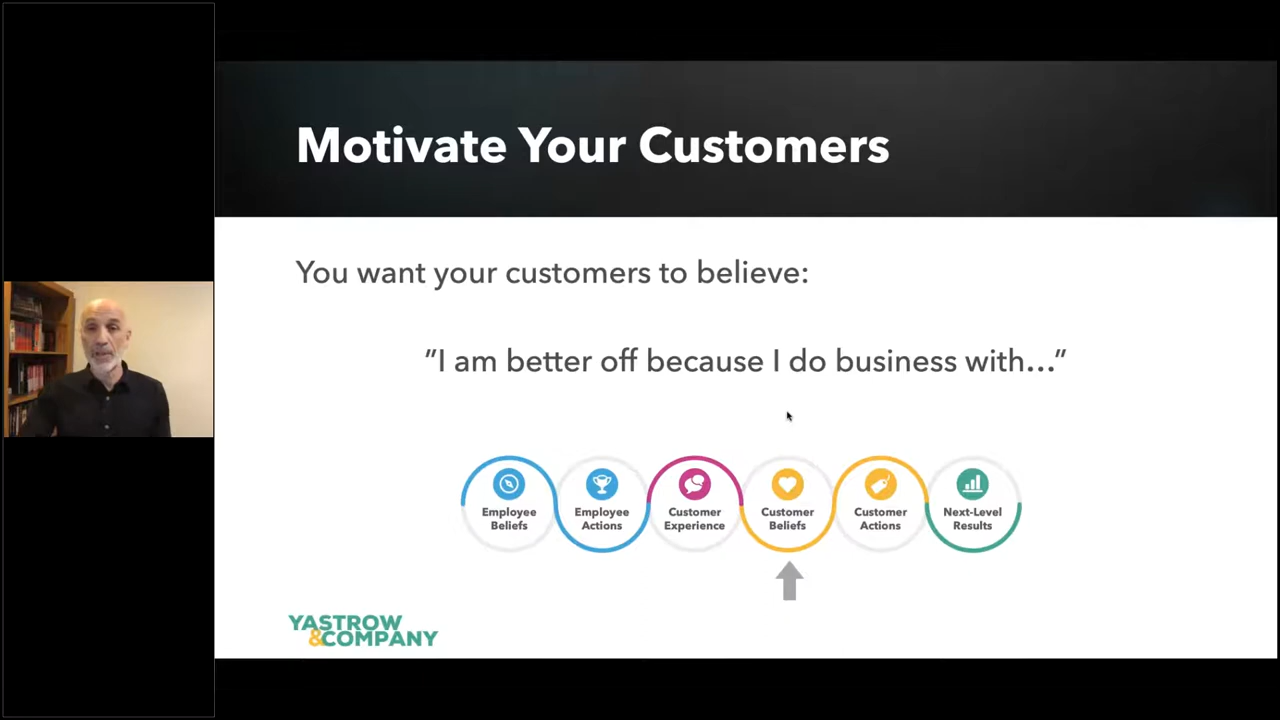 Motivate Your Customers
You want your customers to believe:
”I am better off because I do business with...”
Employee
Beliefs
Employee
Actions
Customer
Experience
Customer
Beliefs
Customer
Actions
Next-Level
Results
YASTROW
&COMPANY